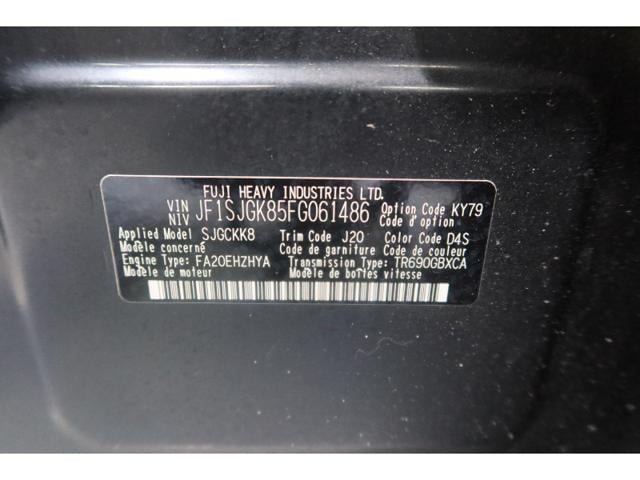 FUJI HEAVY INDUSTRIES LTD.
VIN NIV JF1SJGK85FG061486 Option Code KY79
Code d'option
Applied Model SJGCKK8 Trim Code J20 Color Code D4S
Modèle concerné Code de garniture Code de couleur
Engine Type: FA20EHZHYA Transmission Type: TR690GBXCA
Modèle de moteur Modèle de boîtes vitesse